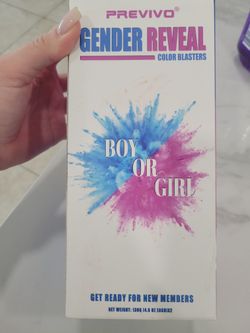 PREVIVO®
GENDER REVEAL
COLOR BLASTERS
BOY
OR
GIRL
GET READY FOR NEW MEMBERS